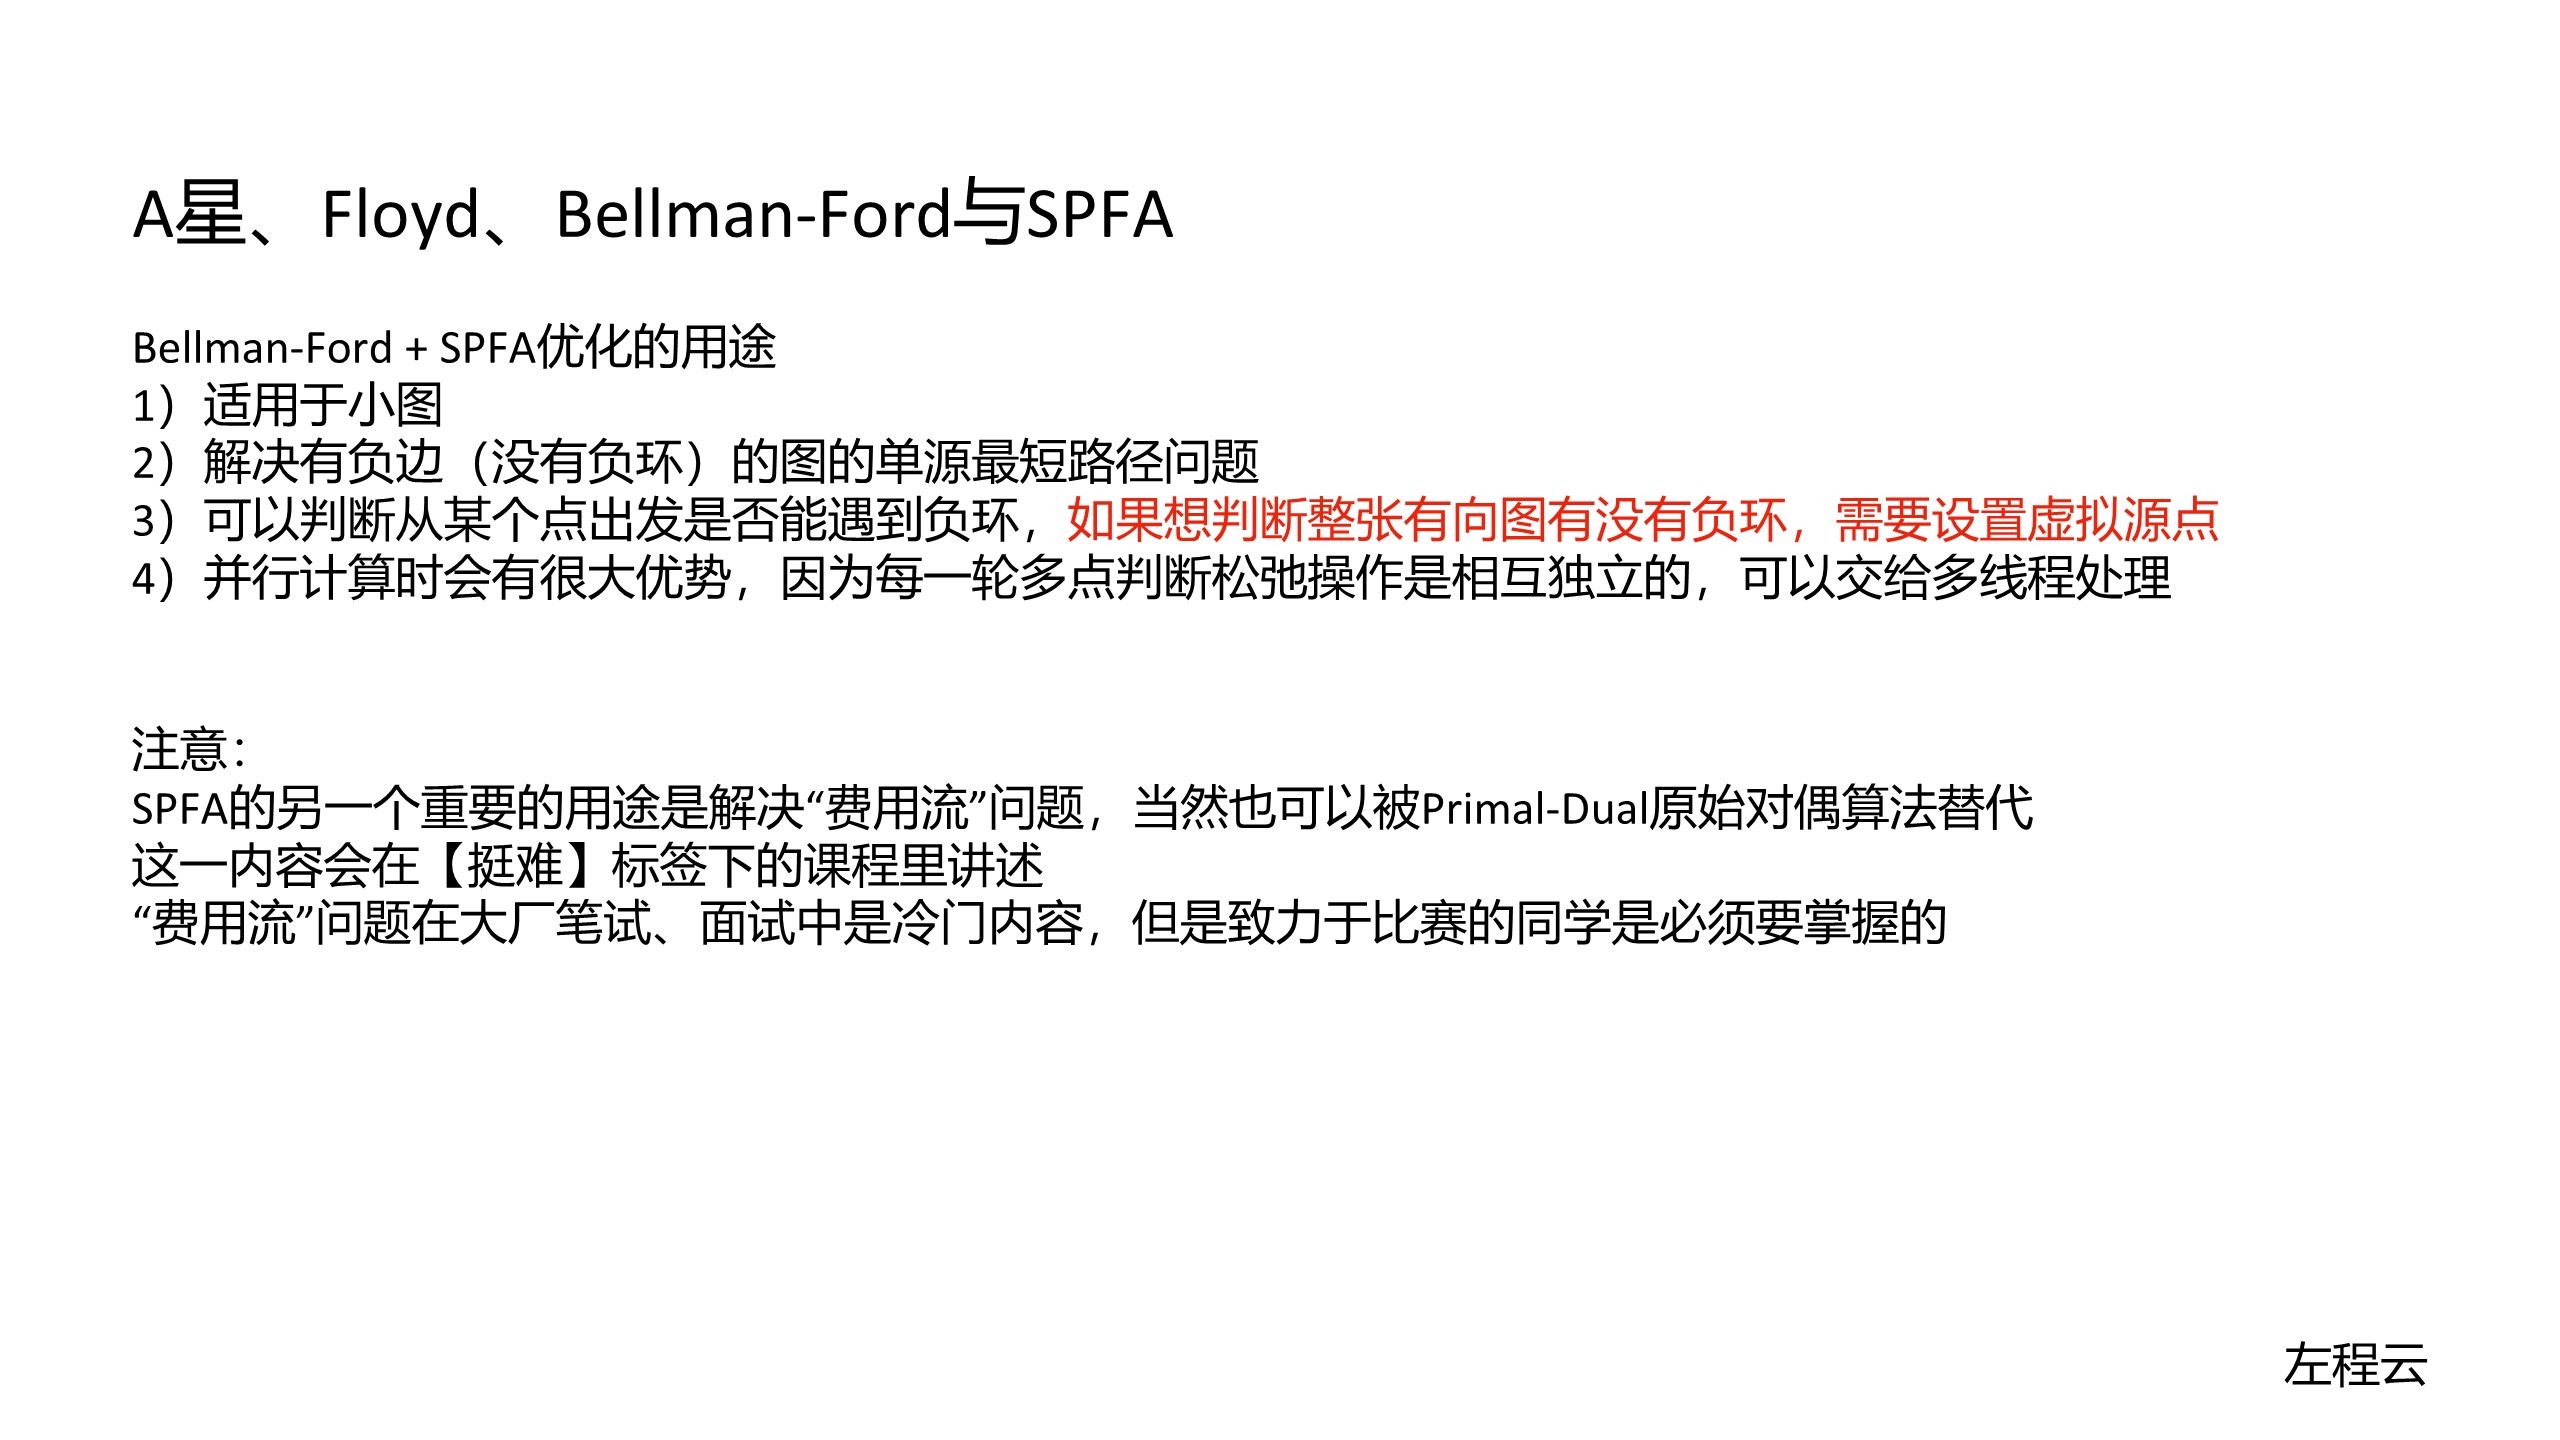 A星、Floyd、Bellman-Ford与SPFA
Bellman-Ford + SPFA优化的用途
1）适用于小图
2）解决有负边（没有负环）的图的单源最短路径问题
3）可以判断从某个点出发是否能遇到负环，如果想判断整张有向图有没有负环，需要设置虚拟源点
4）并行计算时会有很大优势，因为每一轮多点判断松弛操作是相互独立的，可以交给多线程处理
注意：
SPFA的另一个重要的用途是解决“费用流”问题，当然也可以被Primal-Dual原始对偶算法替代
这一内容会在【挺难】标签下的课程里讲述
“费用流”问题在大厂笔试、面试中是冷门内容，但是致力于比赛的同学是必须要掌握的
左程云